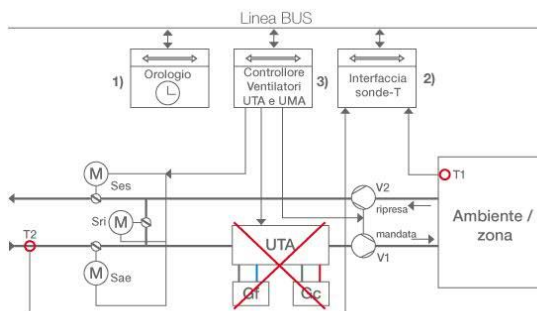 Linea BUS
1)
Orologio
Controllore
Ventilatori
UTA e UMA
3)
Interfaccia
sonde-T
2)
M
Ses
M
Sri
T2
M
Sae
UTA
Gf
Gc
V2
ripresa
mandata
V1
T1
Ambiente /
zona